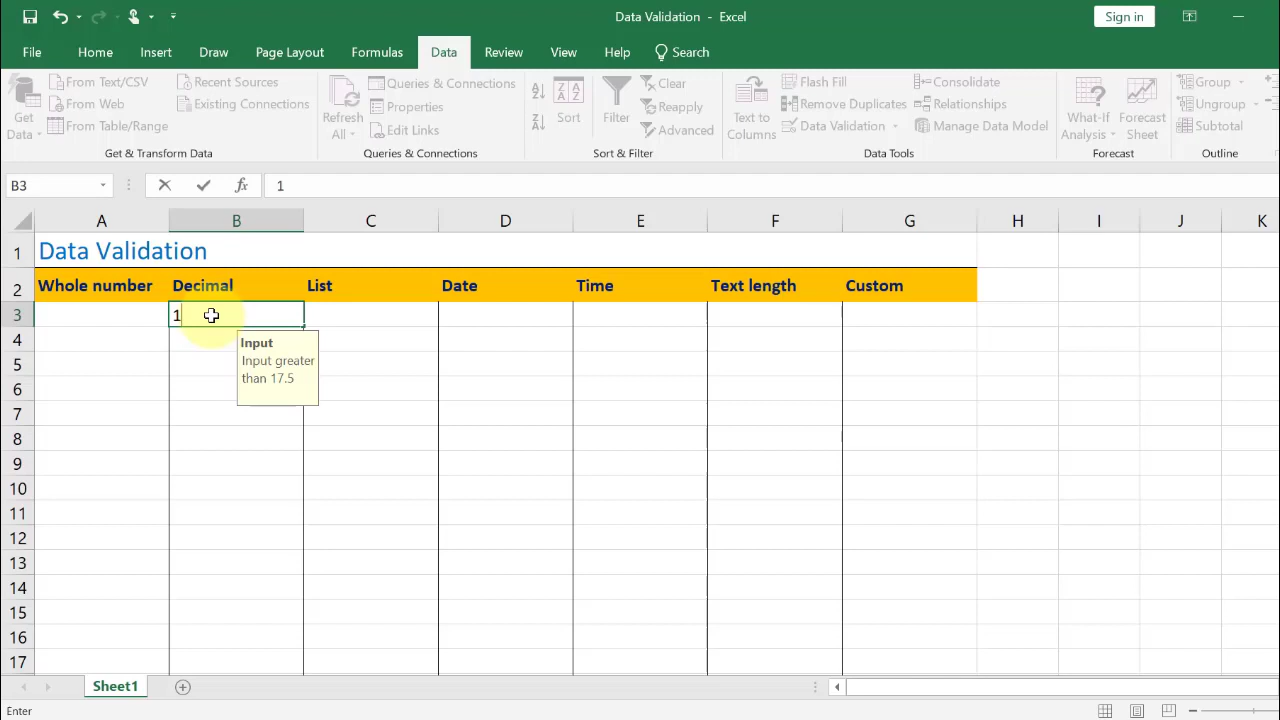 Data Validation - Excel
Sign in
File Home Insert Draw Page Layout Formulas Data Review View Help Search
Get Data
From Text/CSV
From Web
From Table/Range
Recent Sources
Existing Connections
Get & Transform Data
Refresh All
Queries & Connections
Properties
Edit Links
Queries & Connections
Sort
Filter
Clear
Reapply
Advanced
Sort & Filter
Text to Columns
Flash Fill
Remove Duplicates
Data Validation
Consolidate
Relationships
Manage Data Model
Data Tools
What-If Analysis
Forecast Sheet
Forecast
Group
Ungroup
Subtotal
Outline
B3 fx 1
A B C D E F G H I J K
1 Data Validation
2 Whole number Decimal List Date Time Text length Custom
3 1
Input
Input greater
than 17.5
4
5
6
7
8
9
10
11
12
13
14
15
16
17
Sheet1
Enter